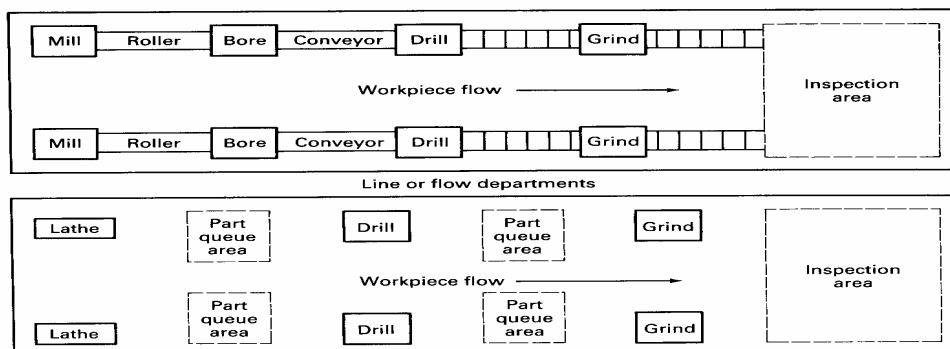 Mill Roller Bore Conveyor Drill Grind
Inspection
area
Workpiece flow
Mill Roller Bore Conveyor Drill Grind
Line or flow departments
Lathe
Part
queue
area
Drill
Part
queue
area
Grind
Workpiece flow
Inspection
area
Lathe
Part
queue
area
Drill
Part
queue
area
Grind